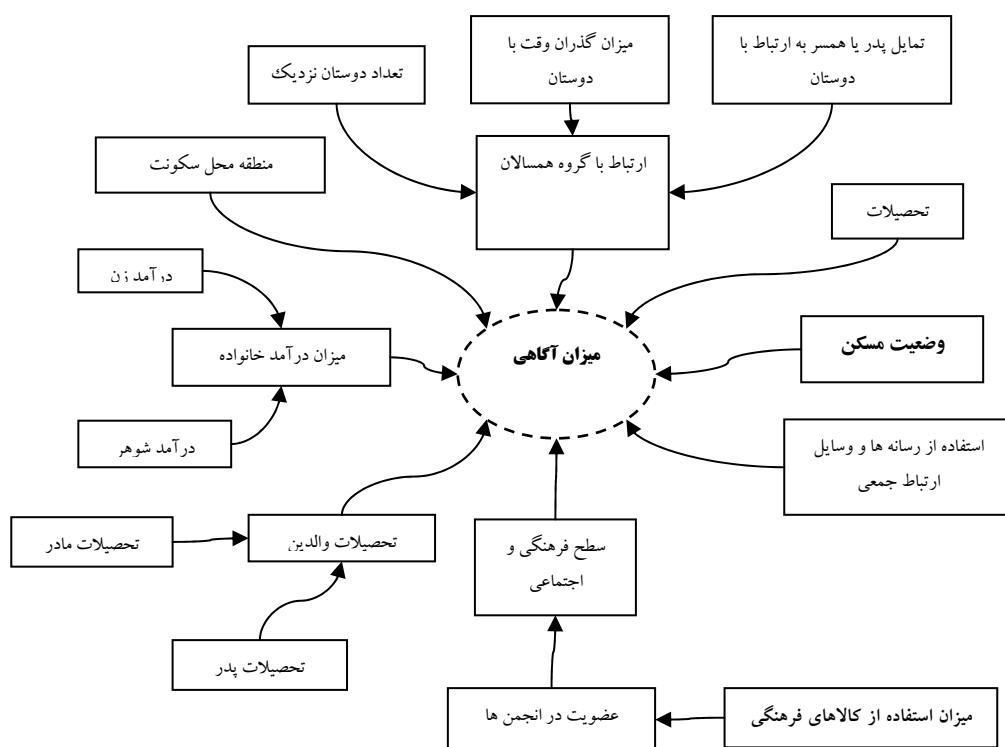 تمایل پدر یا همسر به ارتباط با
دوستان
میزان گذران وقت با
دوستان
تعداد دوستان نزدیك
منطقه محل سکونت
ارتباط با گروه همسالان
تحصیلات
درآمد زن
میزان درآمد خانواده
درآمد شوهر
میزان آگاهی
وضعیت مسکن
استفاده از رسانه ها و وسایل
ارتباط جمعی
سطح فرهنگی و
اجتماعی
تحصیلات والدین
تحصیلات مادر
تحصیلات پدر
عضویت در انجمن ها
میزان استفاده از کالاهای فرهنگی